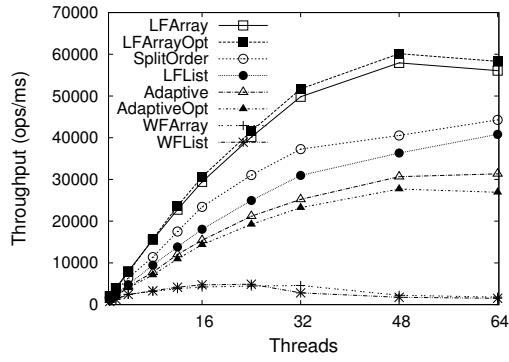 70000
60000
50000
40000
30000
20000
10000
0
Throughput (ops/ms)
LFArray
LFArrayOpt
SplitOrder
LFList
Adaptive
AdaptiveOpt
WFArray
WFList
16 32 48 64
Threads